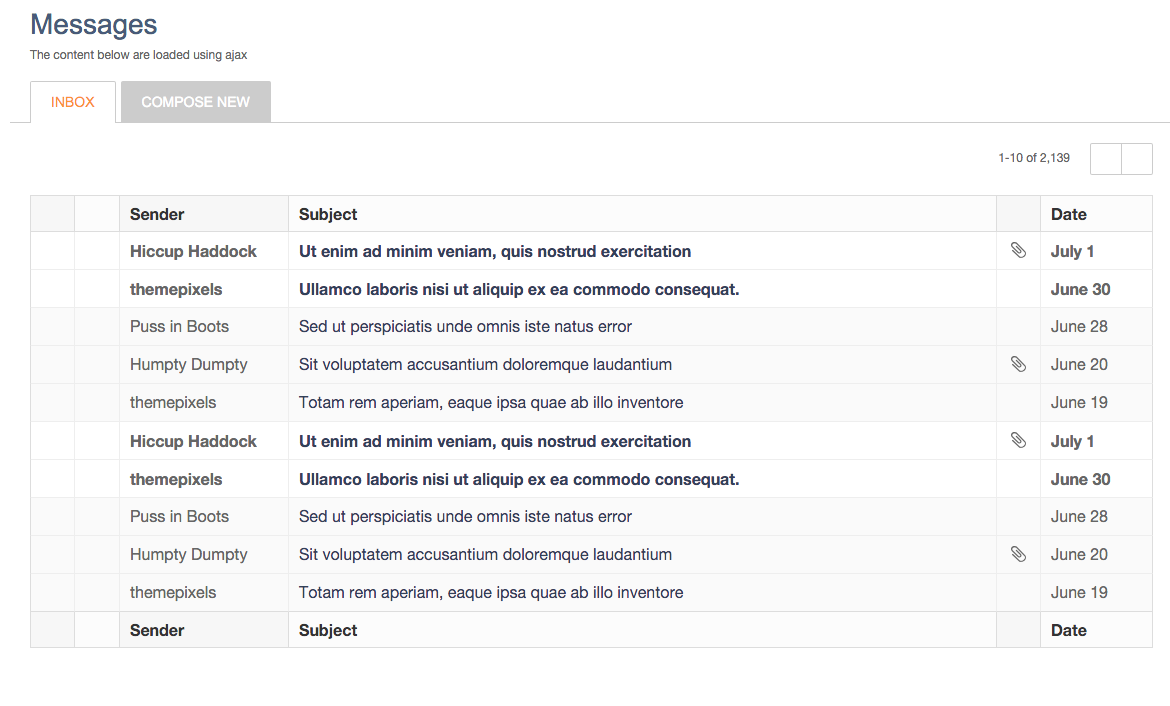 Messages
The content below are loaded using ajax
INBOX COMPOSE NEW
1-10 of 2,139
Sender Subject Date
Hiccup Haddock Ut enim ad minim veniam, quis nostrud exercitation July 1
themepixels Ullamco laboris nisi ut aliquip ex ea commodo consequat. June 30
Puss in Boots Sed ut perspiciatis unde omnis iste natus error June 28
Humpty Dumpty Sit voluptatem accusantium doloremque laudantium June 20
themepixels Totam rem aperiam, eaque ipsa quae ab illo inventore June 19
Hiccup Haddock Ut enim ad minim veniam, quis nostrud exercitation July 1
themepixels Ullamco laboris nisi ut aliquip ex ea commodo consequat. June 30
Puss in Boots Sed ut perspiciatis unde omnis iste natus error June 28
Humpty Dumpty Sit voluptatem accusantium doloremque laudantium June 20
themepixels Totam rem aperiam, eaque ipsa quae ab illo inventore June 19
Sender Subject Date